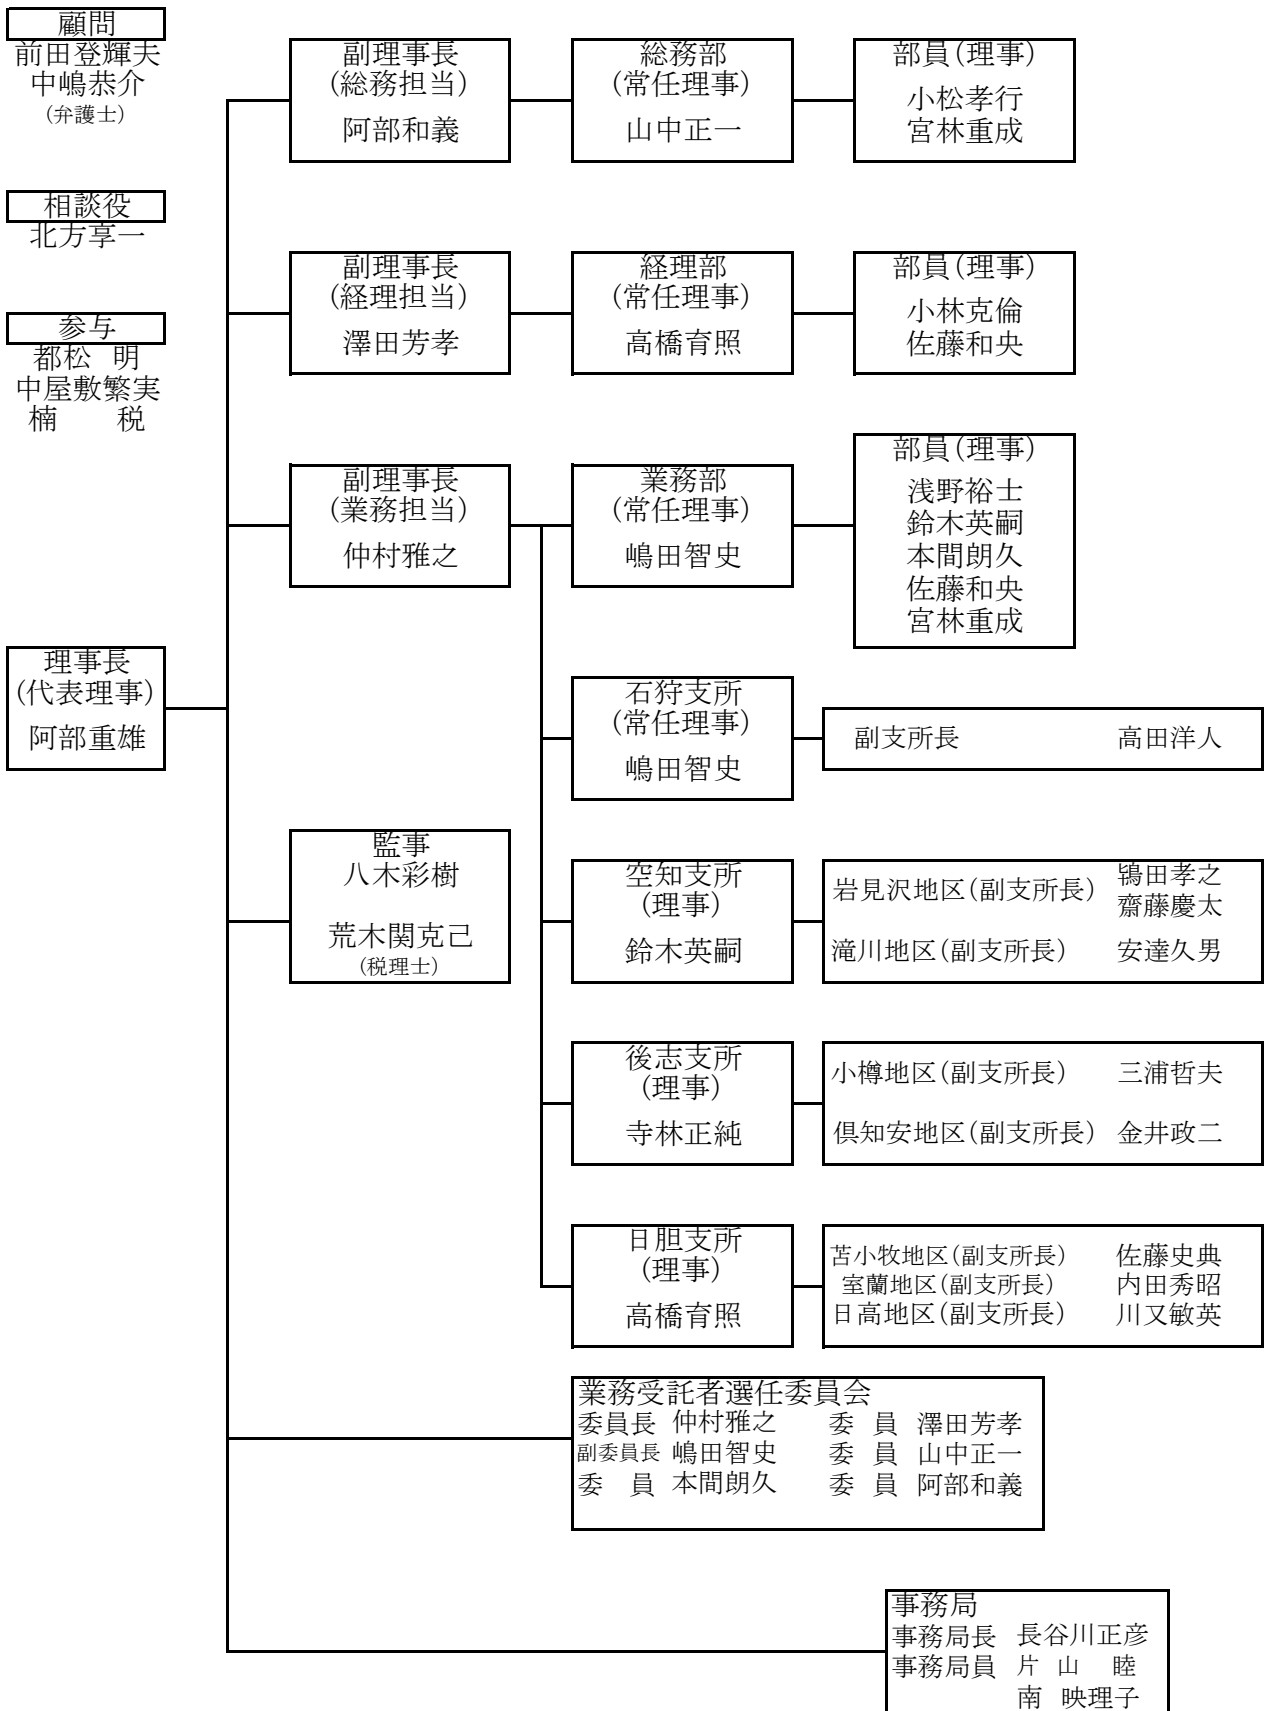 顧問
前田登輝夫
中嶋恭介
(弁護士)
相談役
北方享一
参与
都松 明
中屋敷繁実
楠 税
理事長
(代表理事)
阿部重雄
副理事長
(総務担当)
阿部和義
総務部
(常任理事)
山中正一
部員(理事)
小松孝行
宮林重成
副理事長
(経理担当)
澤田芳孝
経理部
(常任理事)
高橋育照
部員(理事)
小林克倫
佐藤和央
副理事長
(業務担当)
仲村雅之
業務部
(常任理事)
嶋田智史
部員(理事)
浅野裕士
鈴木英嗣
本間朗久
佐藤和央
宮林重成
石狩支所
(常任理事)
嶋田智史
副支所長 高田洋人
監事
八木彩樹
荒木関克己
(税理士)
空知支所
(理事)
鈴木英嗣
岩見沢地区(副支所長) 鴇田孝之
齋藤慶太
滝川地区(副支所長) 安達久男
後志支所
(理事)
寺林正純
小樽地区(副支所長) 三浦哲夫
倶知安地区(副支所長) 金井政二
日胆支所
(理事)
高橋育照
苫小牧地区(副支所長) 佐藤史典
室蘭地区(副支所長) 内田秀昭
日高地区(副支所長) 川又敏英
業務受託者選任委員会
委員長 仲村雅之 委 員 澤田芳孝
副委員長 嶋田智史 委 員 山中正一
委 員 本間朗久 委 員 阿部和義
事務局
事務局長 長谷川正彦
事務局員 片 山 睦
南 映理子